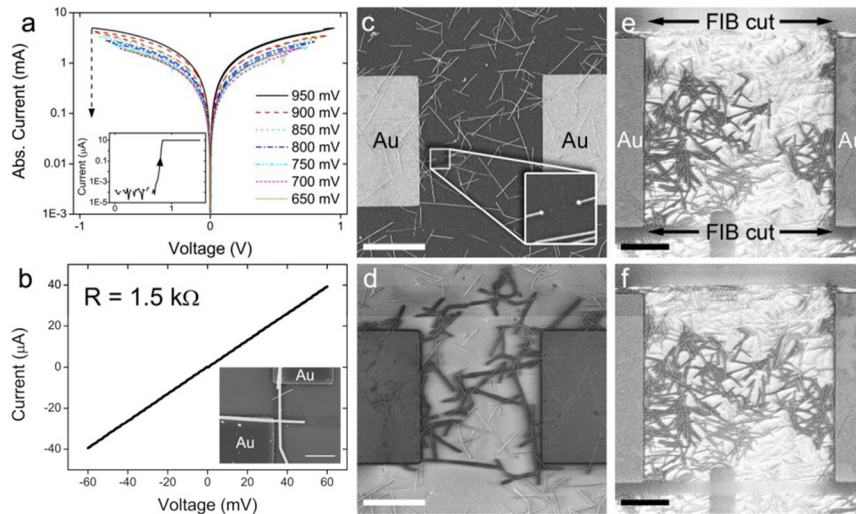 a
Abs. Current (mA)
10
1
0.1
0.01
1E-3
-1
0
1
Voltage (V)
950 mV
900 mV
850 mV
800 mV
750 mV
700 mV
650 mV
Current (μA)
10
0.1
1E-3
1E-5
0
1
b
R = 1.5 kΩ
Current (μA)
40
20
0
-20
-40
-60
-40
-20
0
20
40
60
Voltage (mV)
Au
Au
c
Au
Au
d
e
FIB cut
Au
Au
FIB cut
f